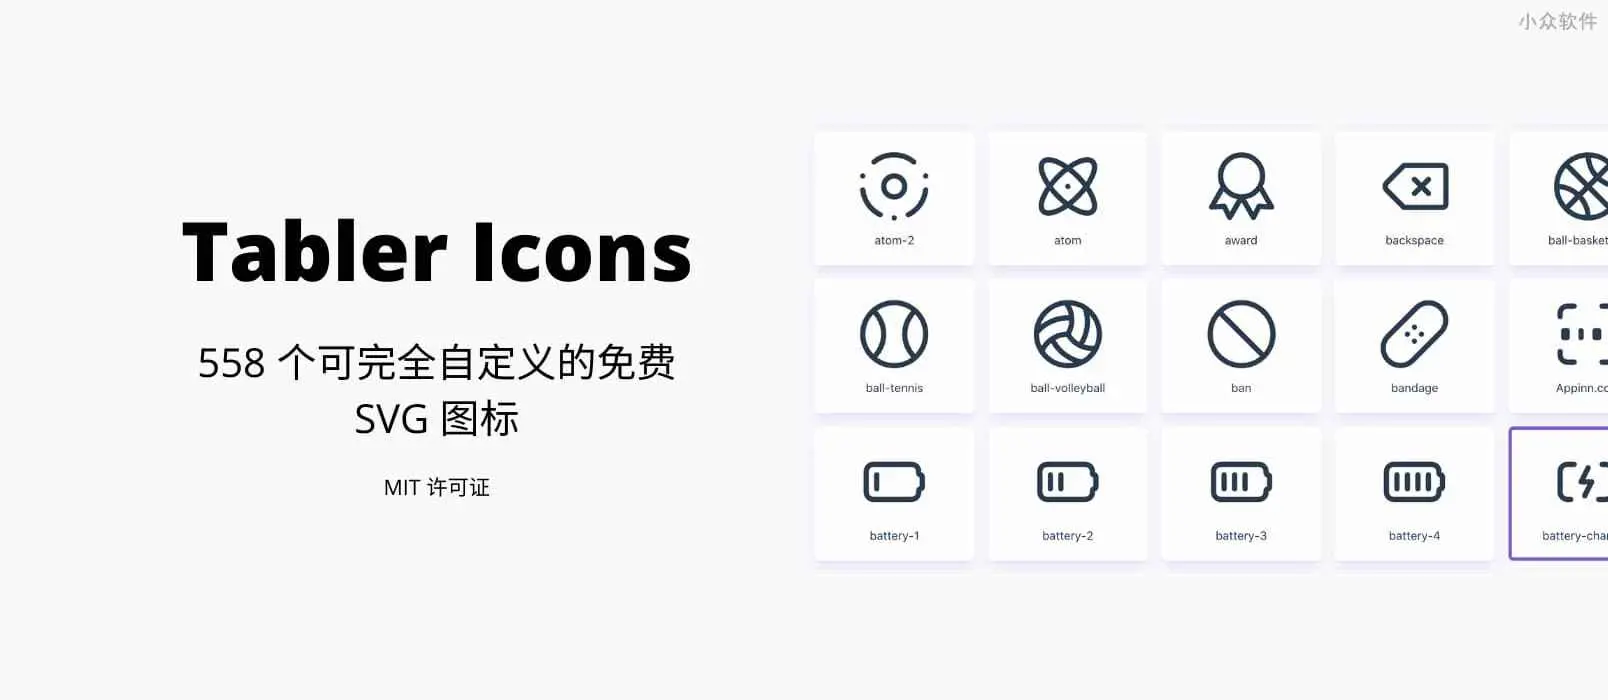 小众软件
Tabler Icons
558 个可完全自定义的免费
SVG 图标
MIT 许可证
atom-2
atom
award
backspace
ball-basket
ball-tennis
ball-volleyball
ban
bandage
Appinn.co
battery-1
battery-2
battery-3
battery-4
battery-char